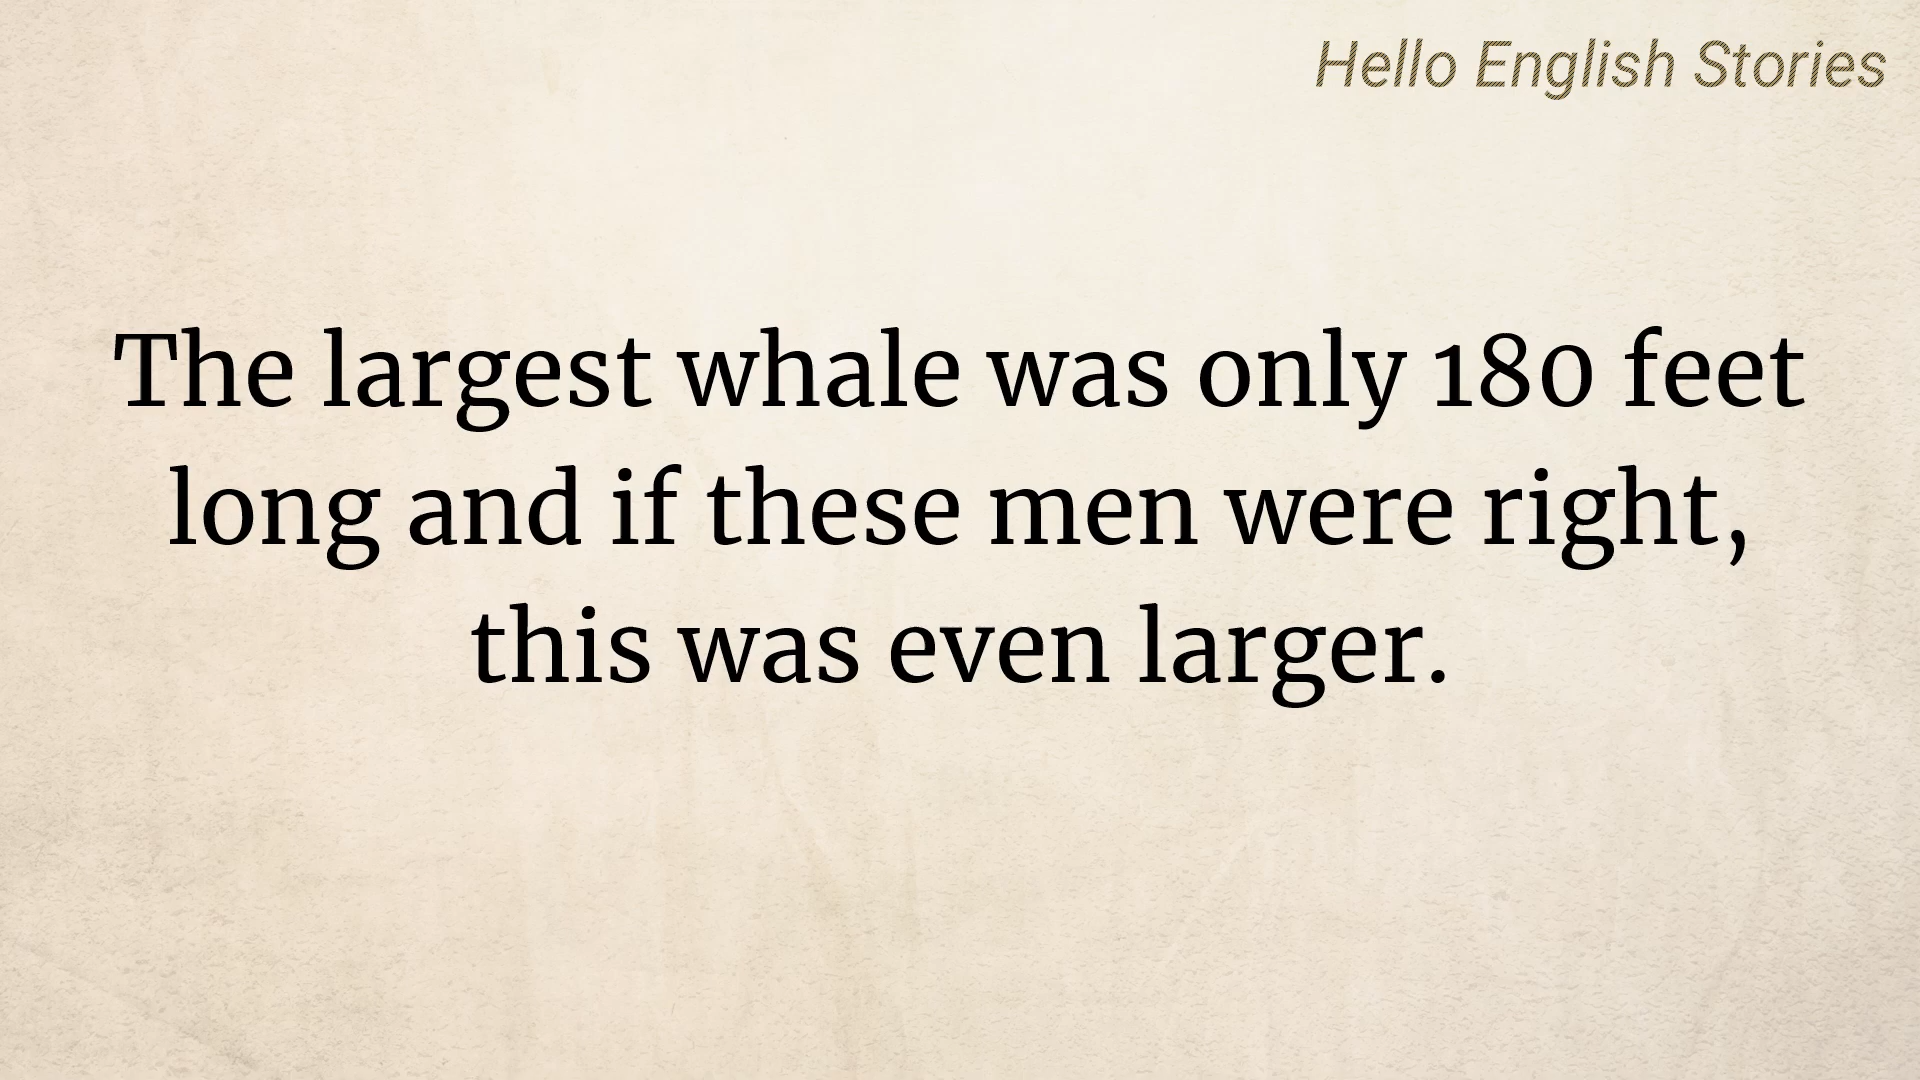 Hello English Stories
The largest whale was only 180 feet
long and if these men were right,
this was even larger.